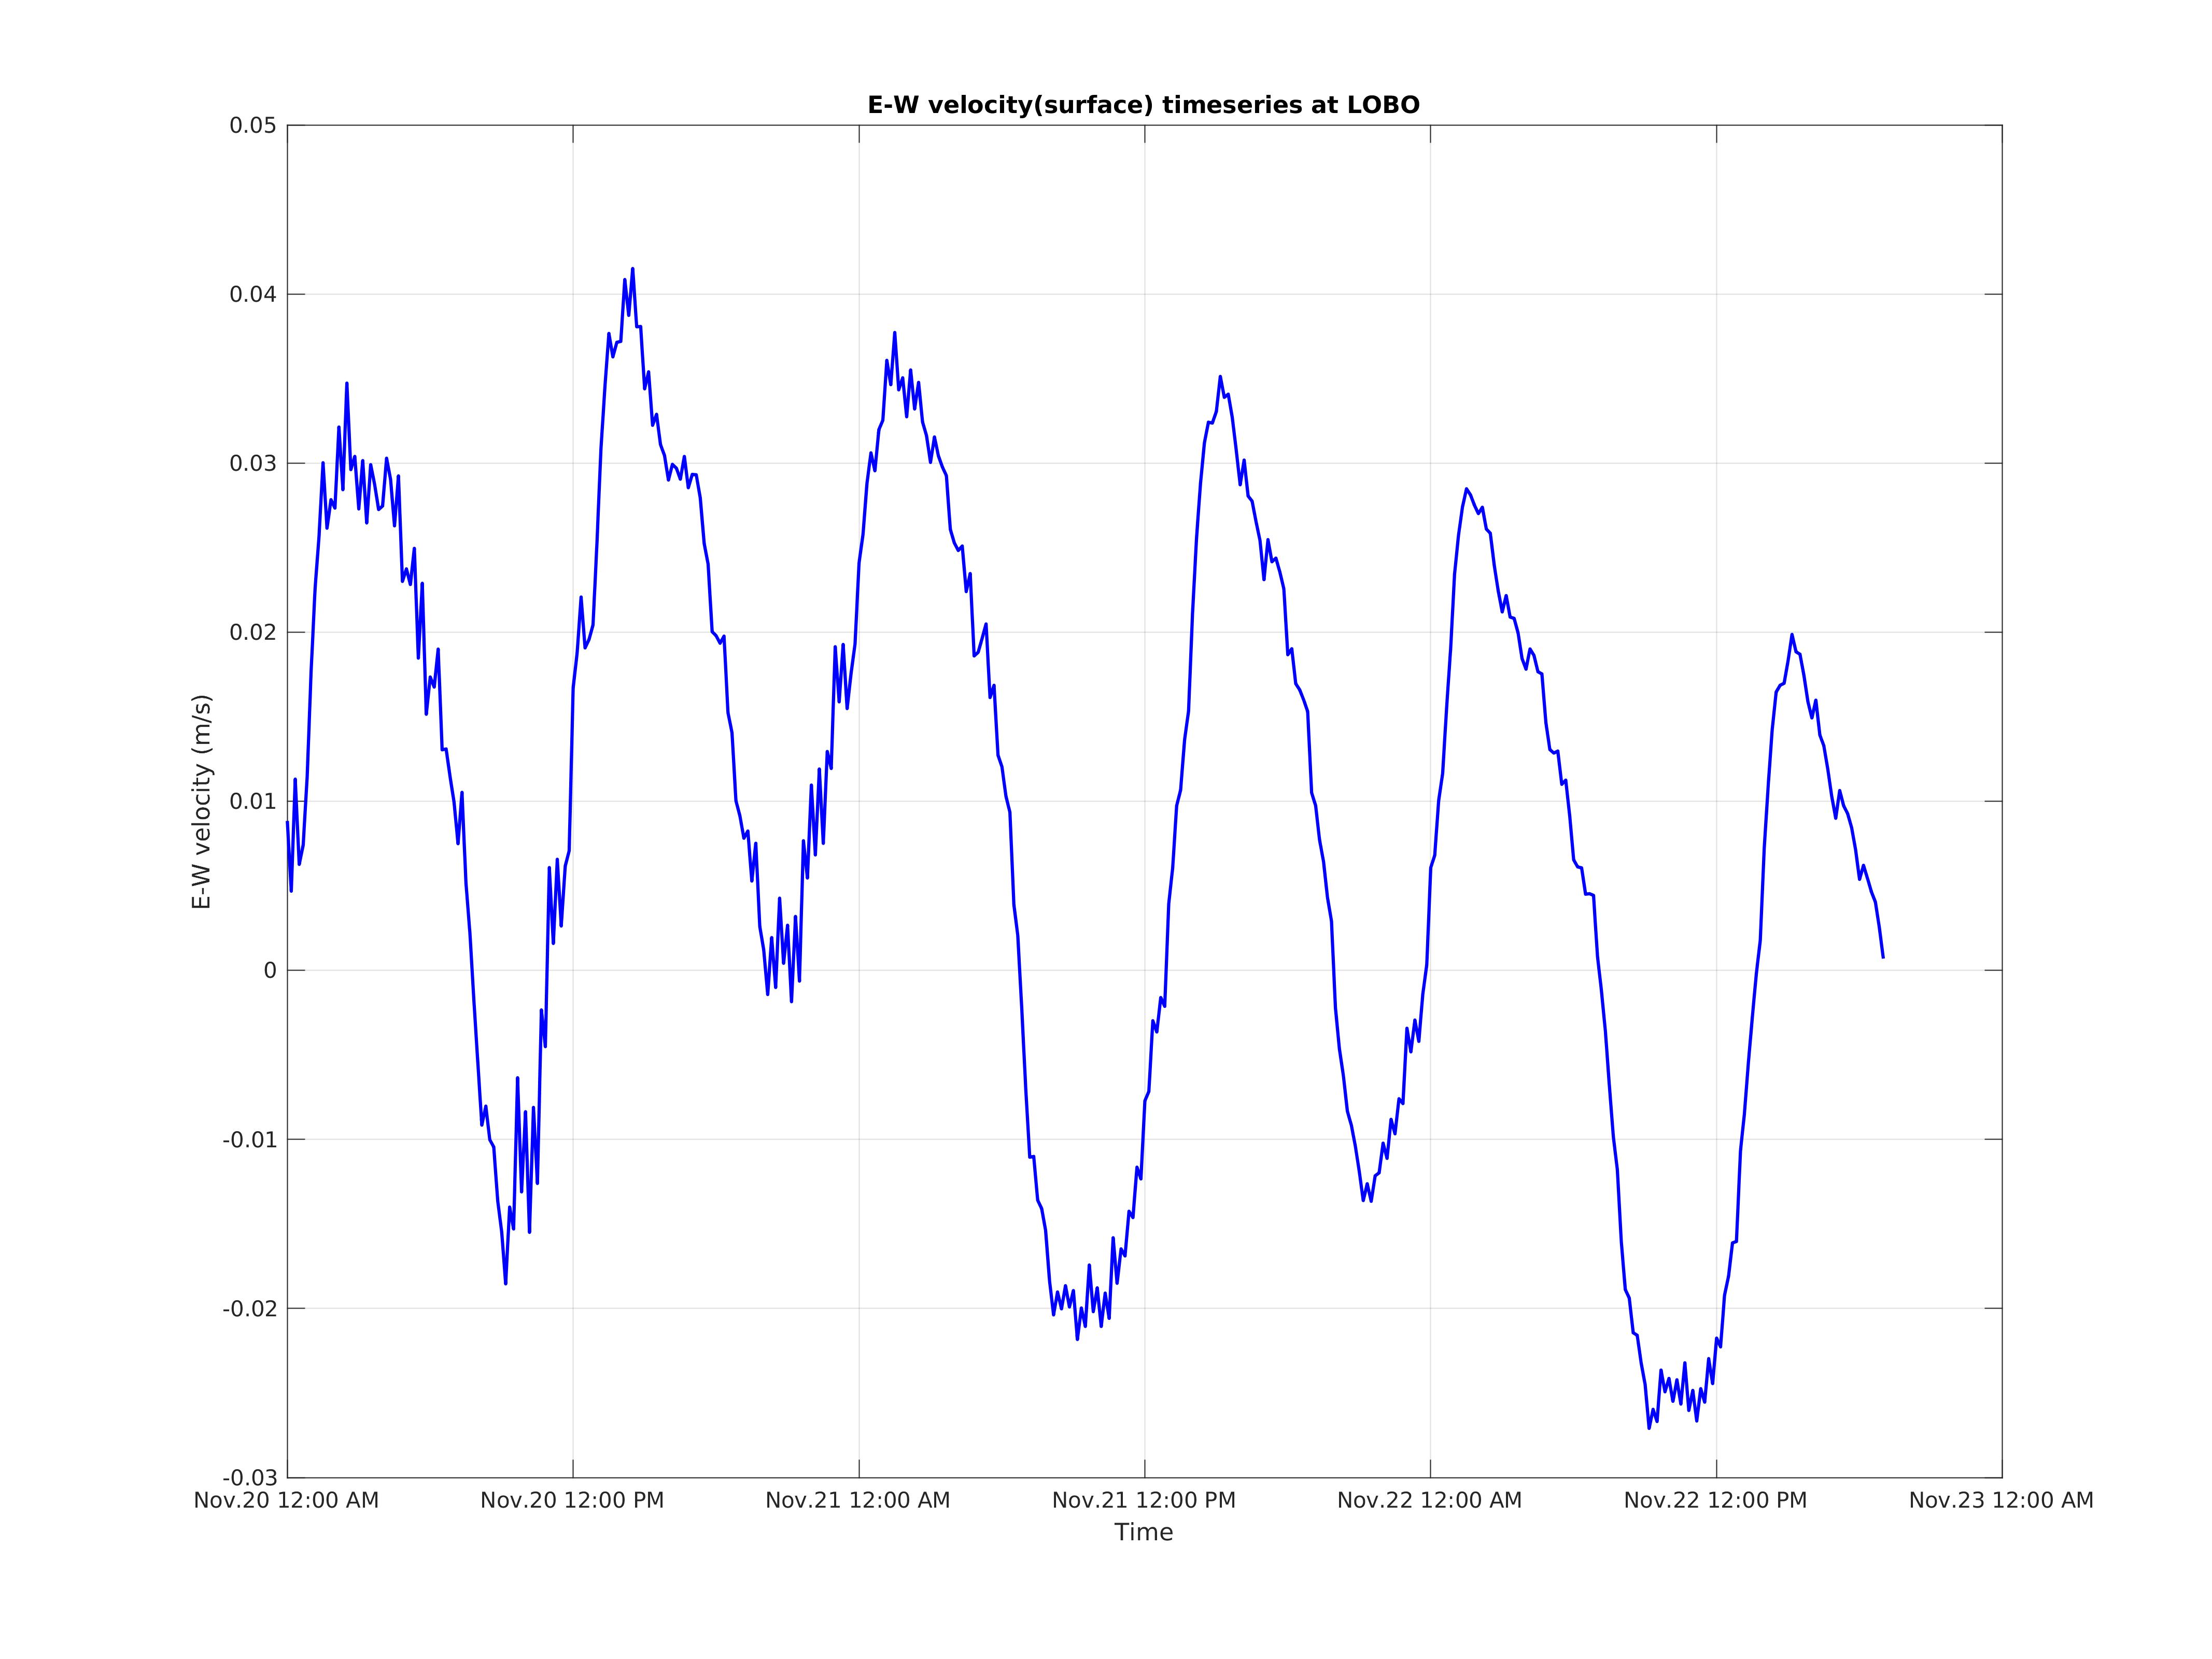 E-W velocity(surface) timeseries at LOBO
0.05
0.04
0.03
0.02
0.01
0
-0.01
-0.02
-0.03
E-W velocity (m/s)
Nov.20 12:00 AM Nov.20 12:00 PM Nov.21 12:00 AM Nov.21 12:00 PM Nov.22 12:00 AM Nov.22 12:00 PM Nov.23 12:00 AM
Time